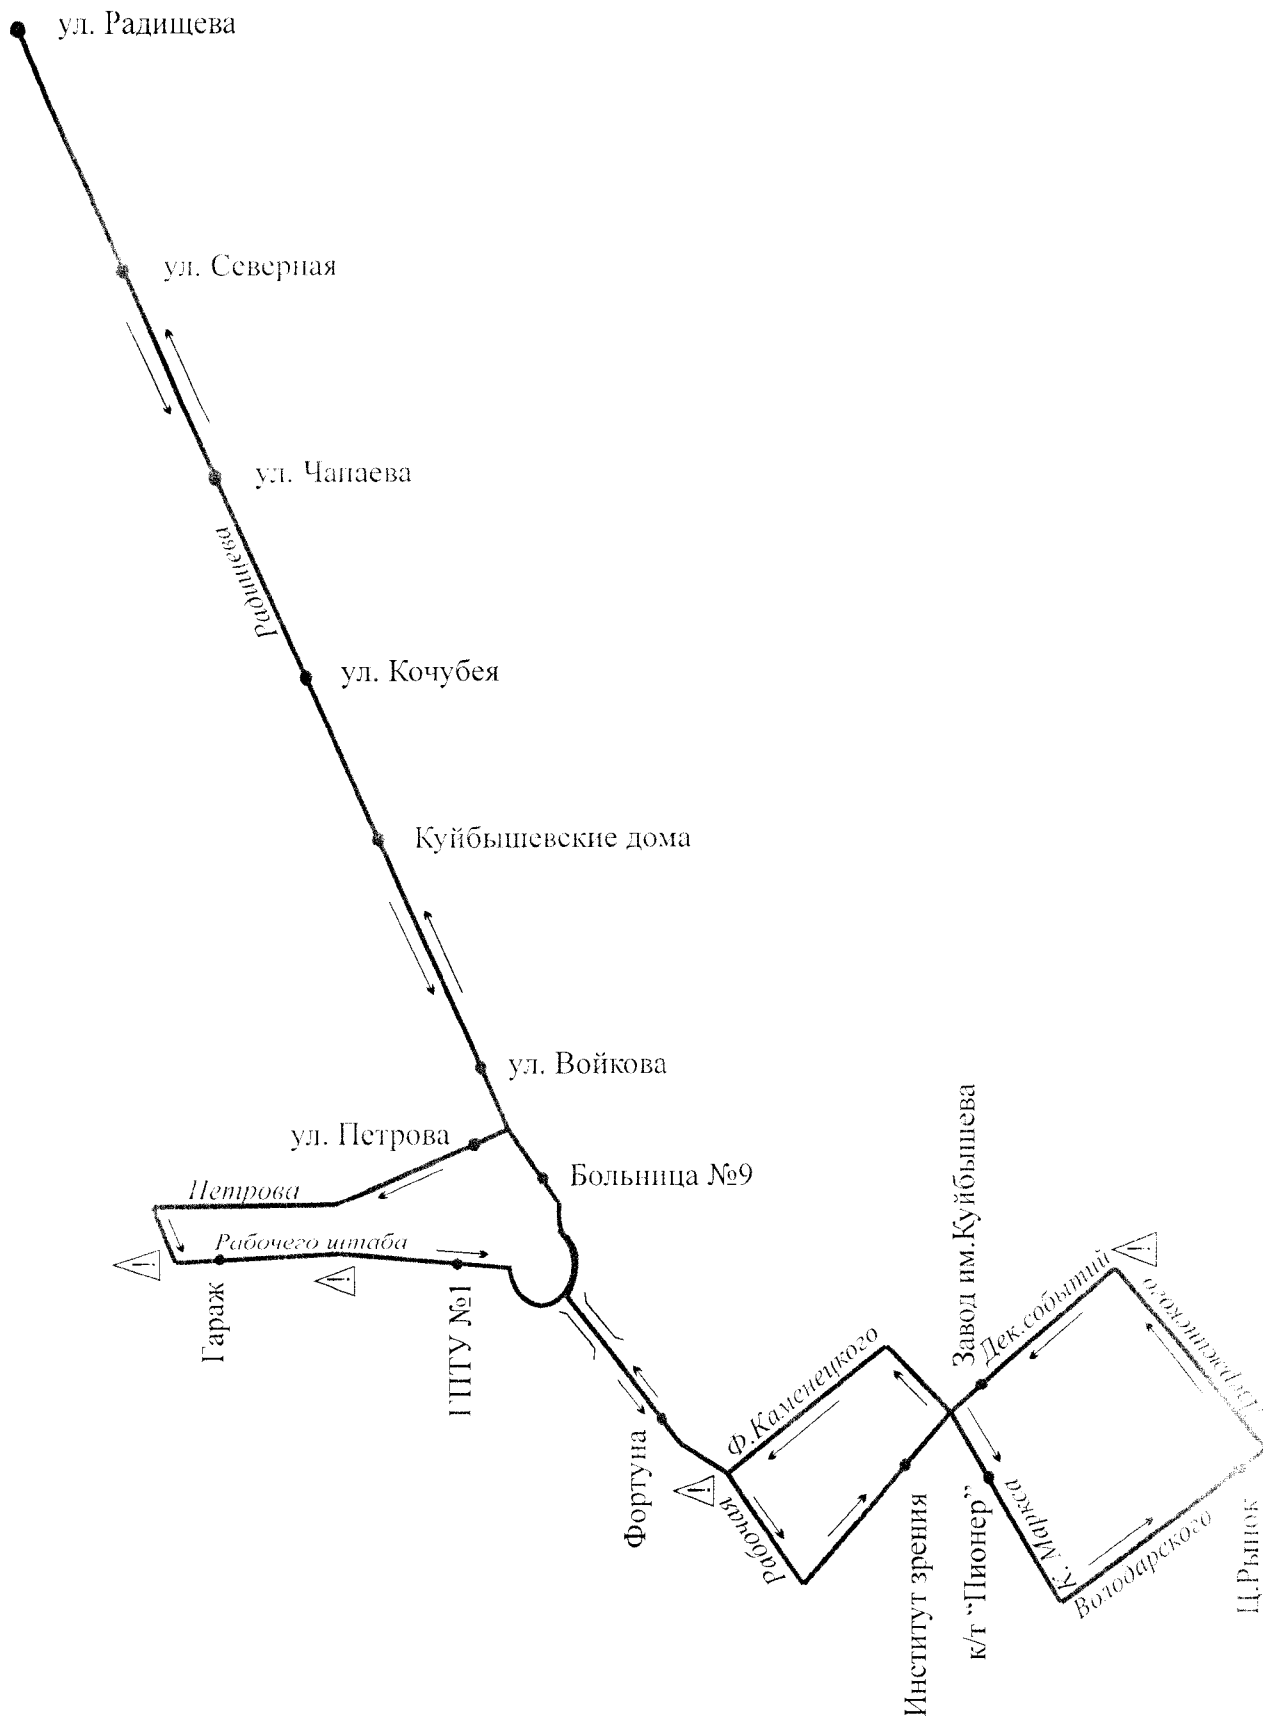 ул. Радищева
ул. Северная
ул. Чапаева
Радищева
ул. Кочубея
Куйбышевские дома
ул. Войкова
ул. Петрова
Больница №9
Петрова
Рабочего штаба
!
!
Гараж
ГПТУ №1
Завод им.Куйбышева
Дек.событий
!
Дзержинского
Ф.Каменецкого
Фортуна
!
Рабочая
Институт зрения
к/т “Пионер”
К. Маркса
Володарского
Ц.Рынок